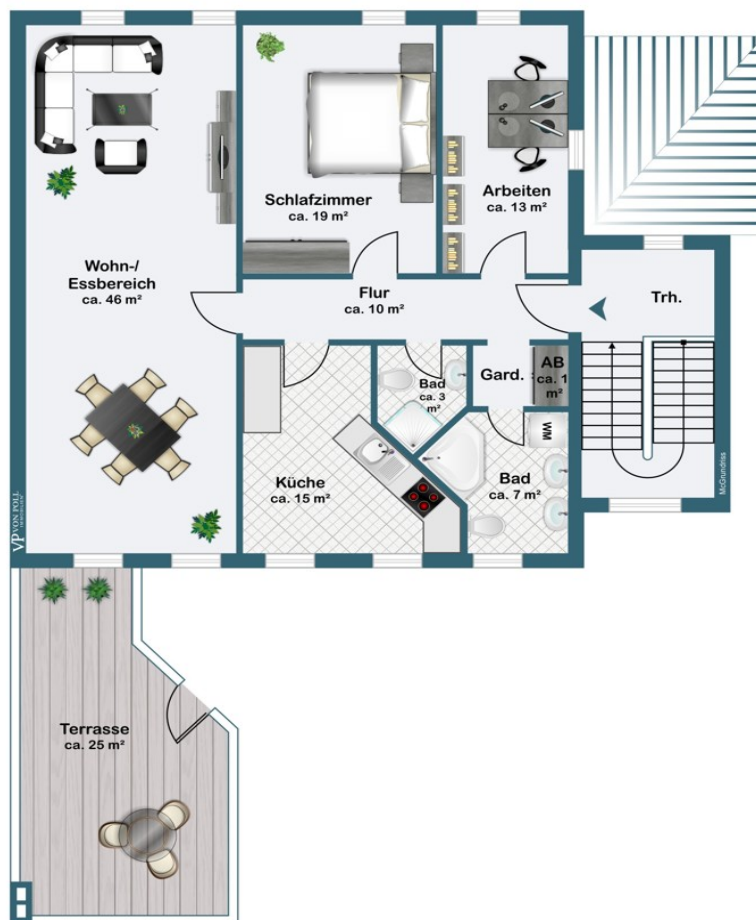 Schlafzimmer
ca. 19 m²
Arbeiten
ca. 13 m²
Wohn-/
Essbereich
ca. 46 m²
Flur
ca. 10 m²
Trh.
Gard.
AB
ca. 1
m²
Bad
ca. 3
m²
WM
Küche
ca. 15 m²
Bad
ca. 7 m²
McGrundriss
VP VON POLL
IMMOBILIEN
Terrasse
ca. 25 m²